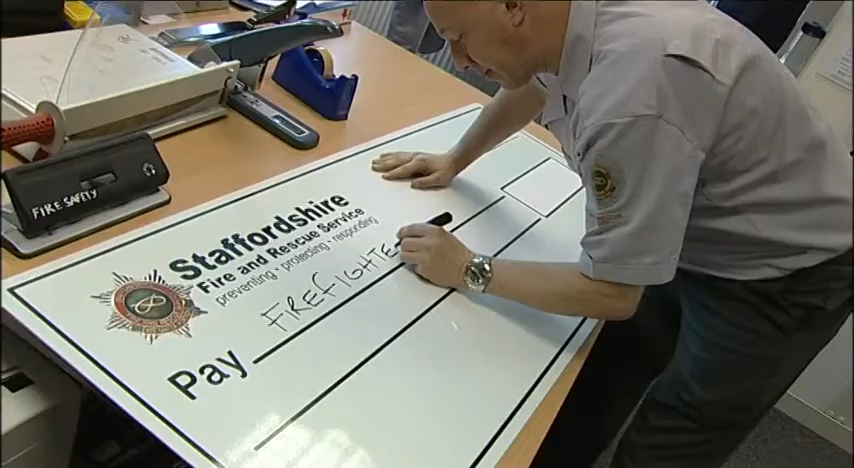 FIRE SAFETY
Staffordshire
Fire and Rescue Service
preventing · protecting · responding
Pay FIREFIGHTE